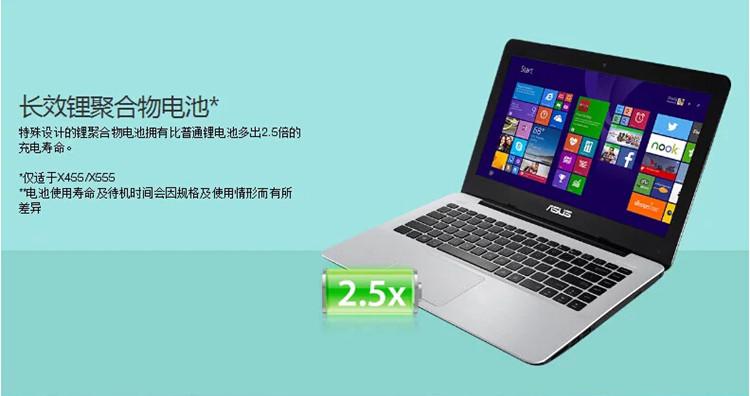 长效锂聚合物电池*
特殊设计的锂聚合物电池拥有比普通锂电池多出2.5倍的
充电寿命。
*仅适于X455/X555
**电池使用寿命及待机时间会因规格及使用情形而有所
差异
Start
68°
nook
ASUS
2.5x